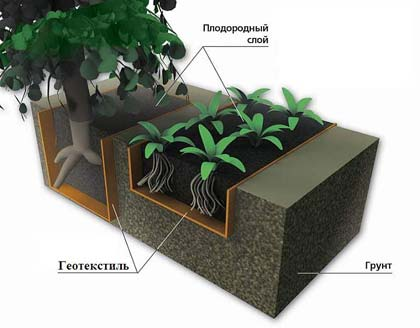 Плодородный
слой
Геотекстиль
Грунт